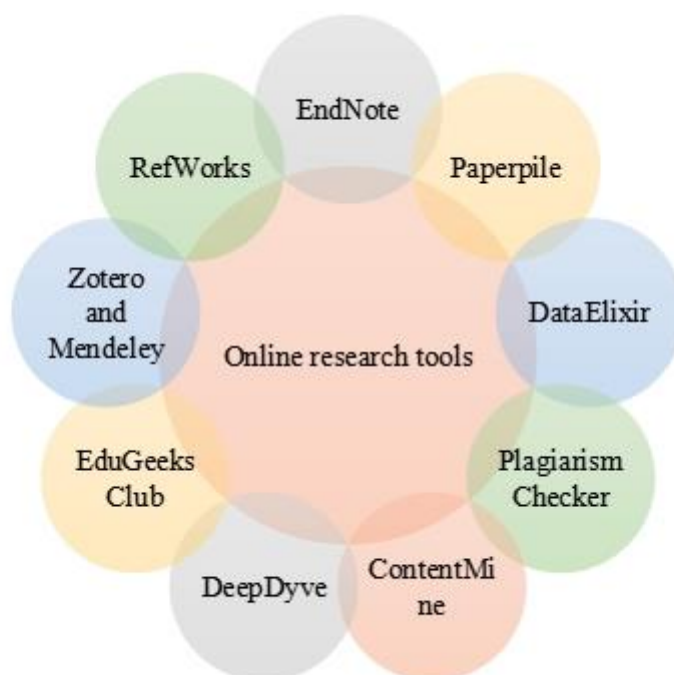 EndNote
Paperpile
DataElixir
Plagiarism
Checker
ContentMi
ne
DeepDyve
EduGeeks
Club
Zotero
and
Mendeley
RefWorks
Online research tools